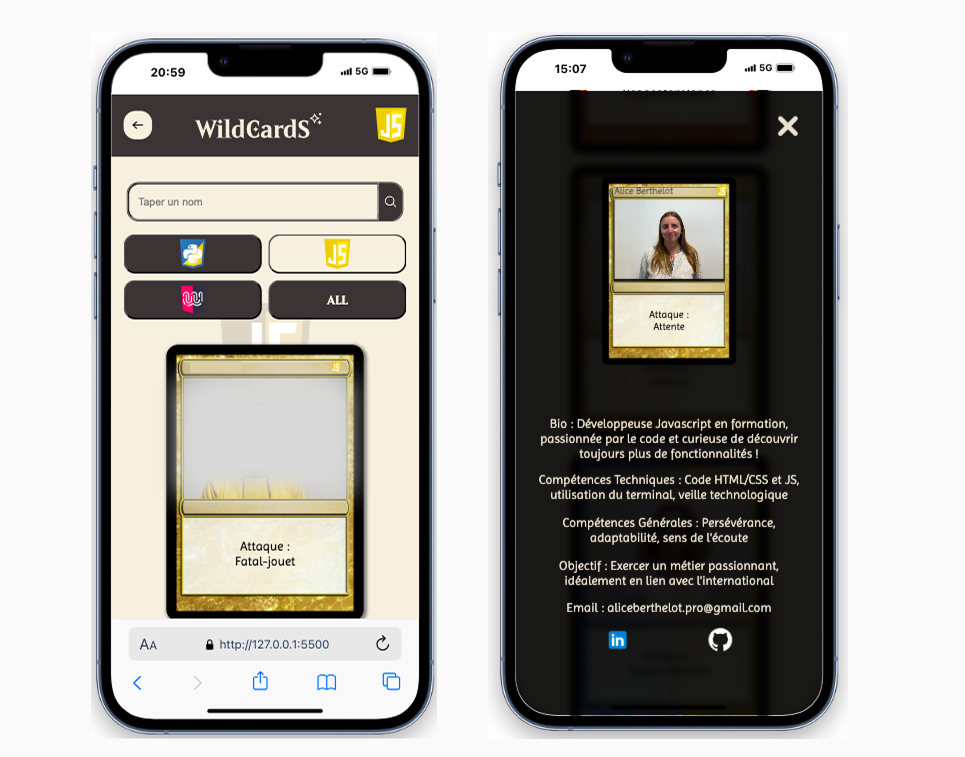 20:59
5G
WildCardS
JS
Taper un nom
JS
ALL
JS
JS
Attaque :
Fatal-jouet
AA
http://127.0.0.1:5500
15:07
5G
Alice Berthelot
JS
Attaque :
Attente
Bio : Développeuse Javascript en formation,
passionnée par le code et curieuse de découvrir
toujours plus de fonctionnalités !
Compétences Techniques : Code HTML/CSS et JS,
utilisation du terminal, veille technologique
Compétences Générales : Persévérance,
adaptabilité, sens de l'écoute
Objectif : Exercer un métier passionnant,
idéalement en lien avec l'international
Email : aliceberthelot.pro@gmail.com
in